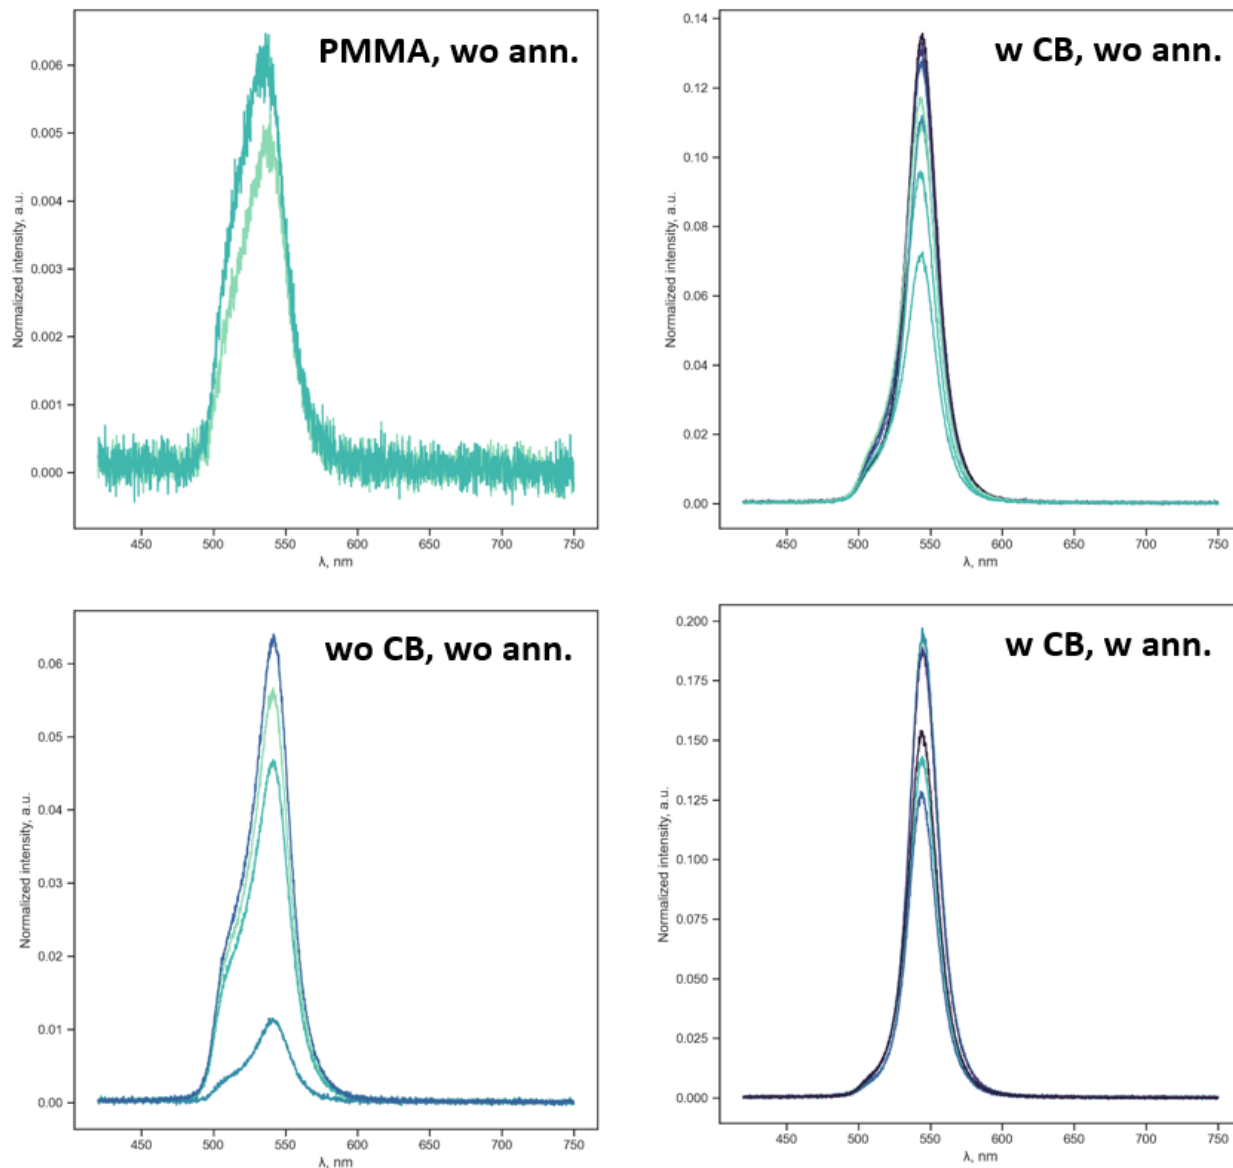 PMMA, wo ann.
Normalized intensity, a.u.
0.006
0.005
0.004
0.003
0.002
0.001
0.000
450 500 550 600 650 700 750
λ, nm
w CB, wo ann.
Normalized intensity, a.u.
0.14
0.12
0.10
0.08
0.06
0.04
0.02
0.00
450 500 550 600 650 700 750
λ, nm
wo CB, wo ann.
Normalized intensity, a.u.
0.06
0.05
0.04
0.03
0.02
0.01
0.00
450 500 550 600 650 700 750
λ, nm
w CB, w ann.
Normalized intensity, a.u.
0.200
0.175
0.150
0.125
0.100
0.075
0.050
0.025
0.000
450 500 550 600 650 700 750
λ, nm